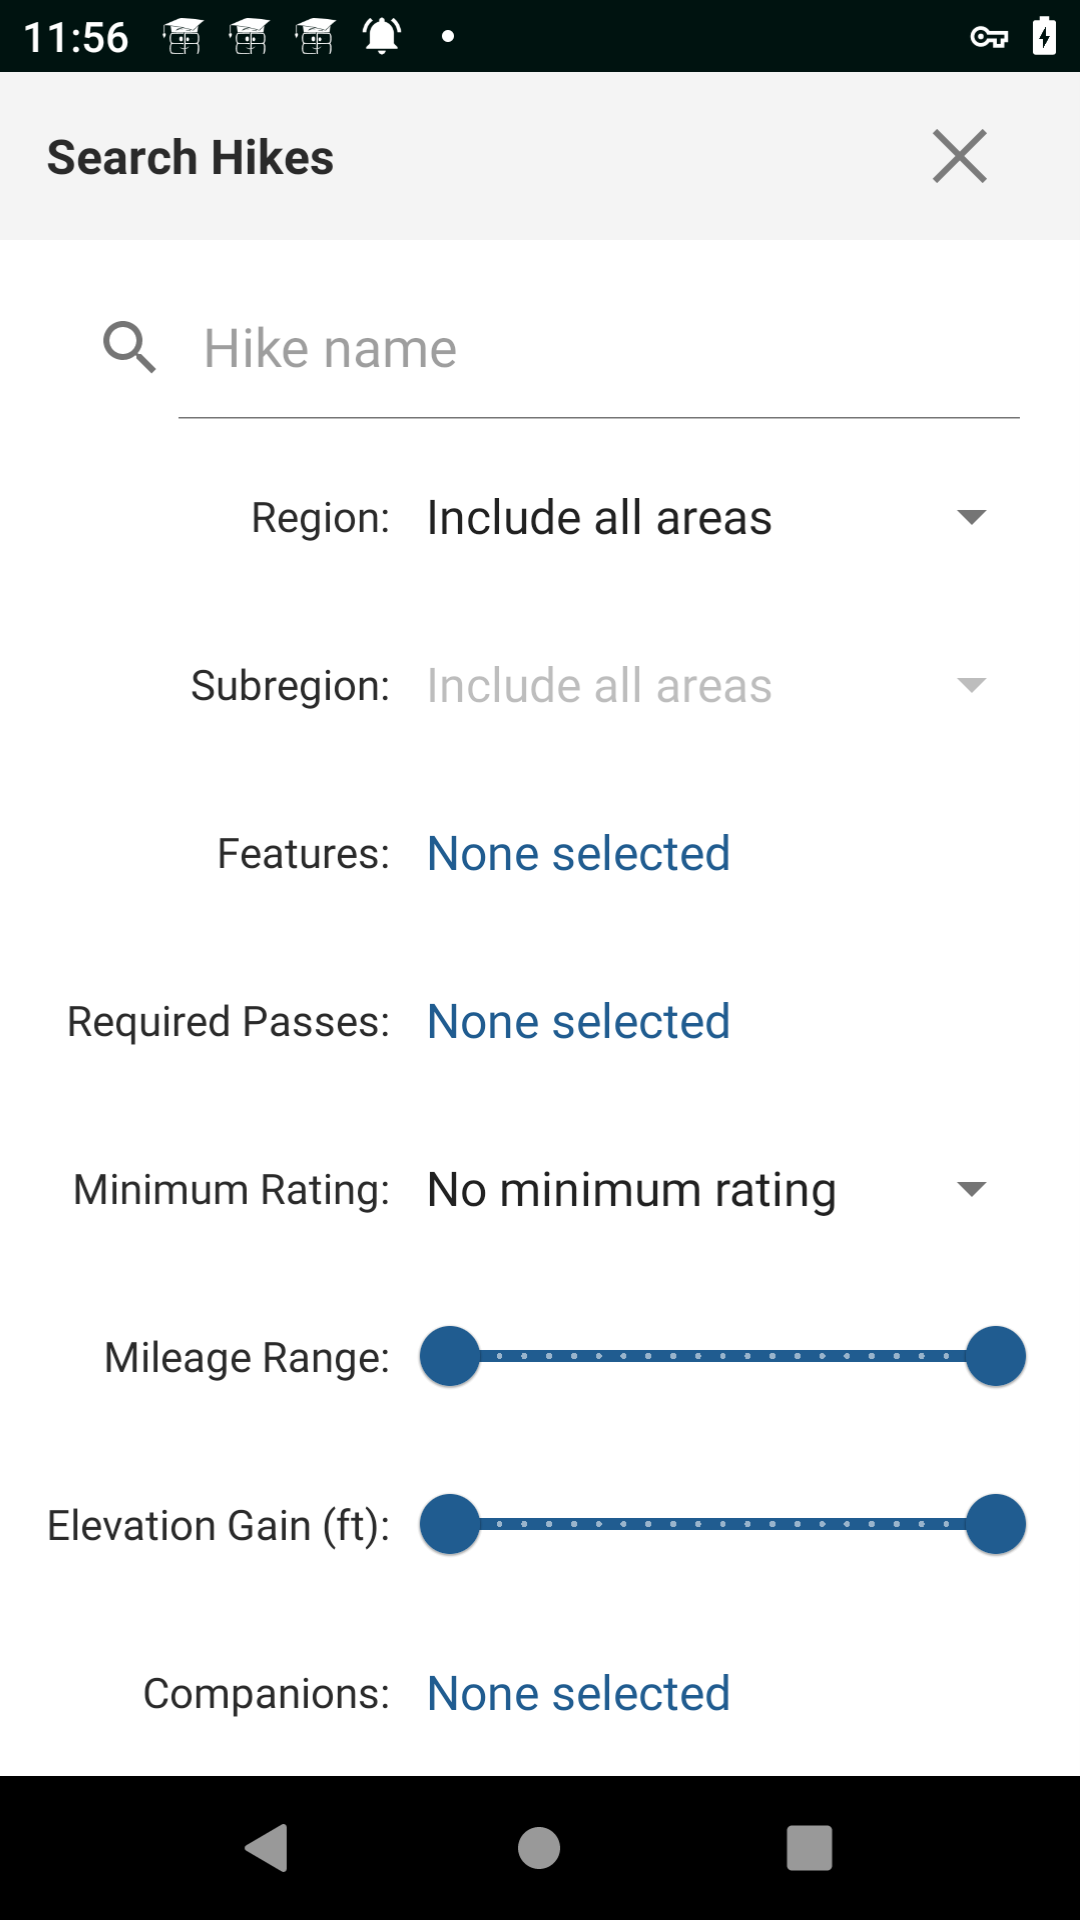 11:56
Search Hikes
Hike name
Region: Include all areas
Subregion: Include all areas
Features: None selected
Required Passes: None selected
Minimum Rating: No minimum rating
Mileage Range:
Elevation Gain (ft):
Companions: None selected